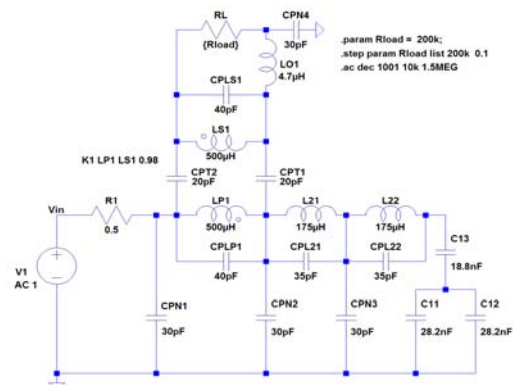 RL
{Rload}
CPN4
30pF
.param Rload = 200k;
.step param Rload list 200k 0.1
.ac dec 1001 10k 1.5MEG
LO1
4.7µH
CPLS1
40pF
LS1
500µH
K1 LP1 LS1 0.98
CPT2
20pF
CPT1
20pF
Vin
R1
0.5
LP1
500µH
L21
175µH
L22
175µH
C13
18.8nF
CPLP1
40pF
CPL21
35pF
CPL22
35pF
V1
AC 1
CPN1
30pF
CPN2
30pF
CPN3
30pF
C11
28.2nF
C12
28.2nF